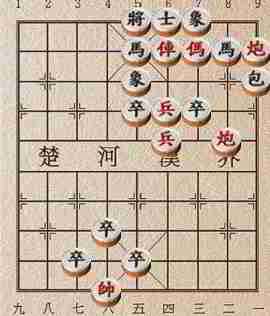 1 2 3 4 5 6 7 8 9
將 士 象
馬 俥 傌 馬 炮
象 包
卒 兵 卒
兵 炮
楚 河 漢 界
卒
卒 卒
帥
九 八 七 六 五 四 三 二 一